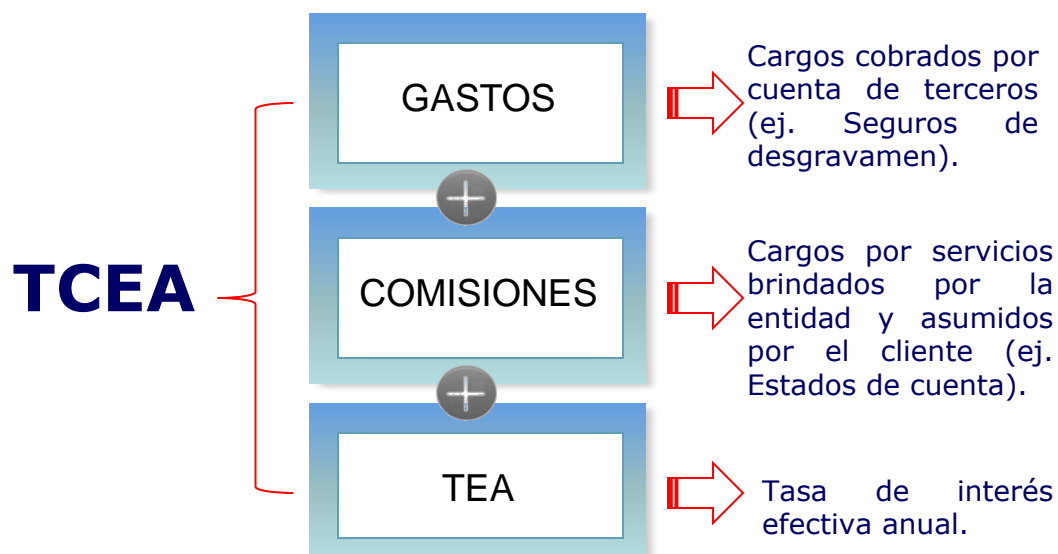 TCEA
GASTOS
Cargos cobrados por
cuenta de terceros
(ej. Seguros de
desgravamen).
COMISIONES
Cargos por servicios
brindados por la
entidad y asumidos
por el cliente (ej.
Estados de cuenta).
TEA
Tasa de interés
efectiva anual.